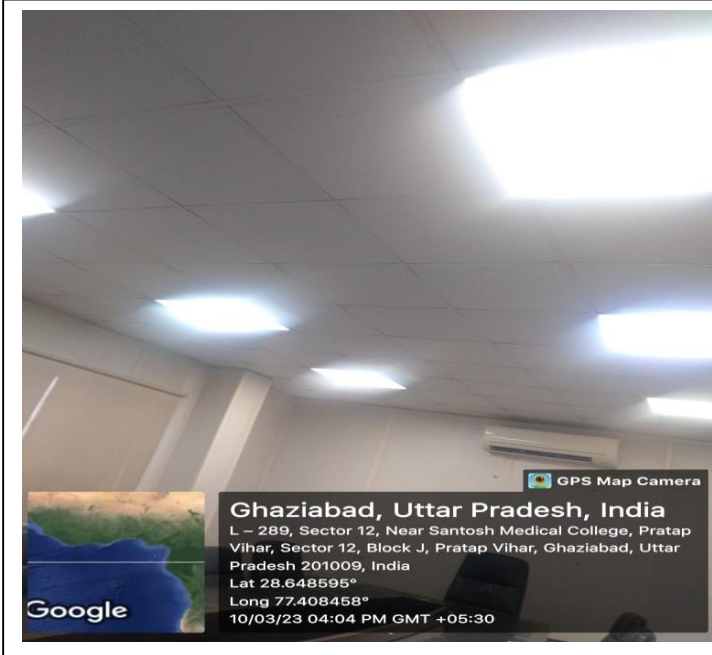 GPS Map Camera
Ghaziabad, Uttar Pradesh, India
L – 289, Sector 12, Near Santosh Medical College, Pratap
Vihar, Sector 12, Block J, Pratap Vihar, Ghaziabad, Uttar
Pradesh 201009, India
Lat 28.648595°
Long 77.408458°
10/03/23 04:04 PM GMT +05:30
Google